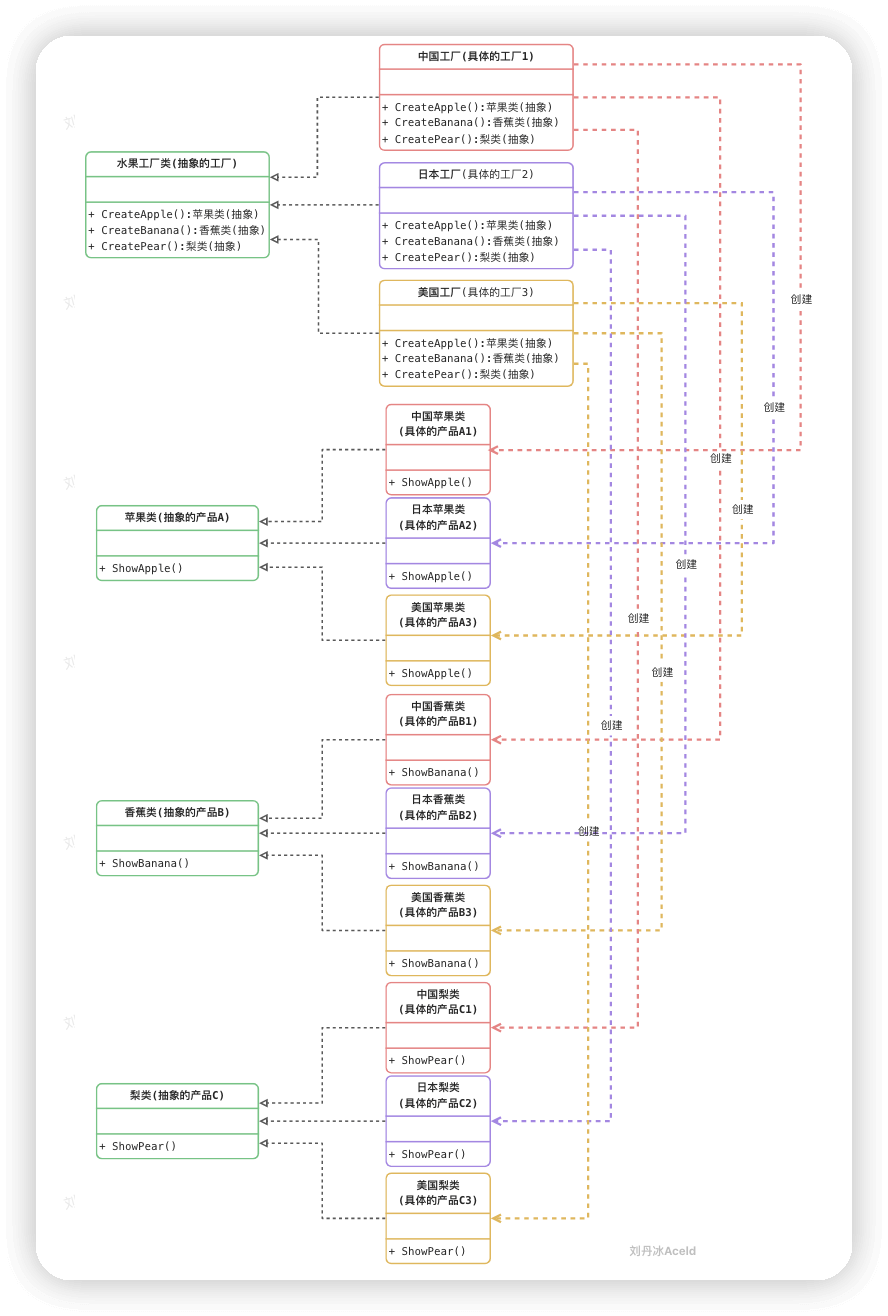 中国工厂(具体的工厂1)
+ CreateApple():苹果类(抽象)
+ CreateBanana():香蕉类(抽象)
+ CreatePear():梨类(抽象)
水果工厂类(抽象的工厂)
+ CreateApple():苹果类(抽象)
+ CreateBanana():香蕉类(抽象)
+ CreatePear():梨类(抽象)
日本工厂(具体的工厂2)
+ CreateApple():苹果类(抽象)
+ CreateBanana():香蕉类(抽象)
+ CreatePear():梨类(抽象)
美国工厂(具体的工厂3)
+ CreateApple():苹果类(抽象)
+ CreateBanana():香蕉类(抽象)
+ CreatePear():梨类(抽象)
创建
创建
创建
创建
创建
创建
创建
创建
创建
中国苹果类
(具体的产品A1)
+ ShowApple()
苹果类(抽象的产品A)
+ ShowApple()
日本苹果类
(具体的产品A2)
+ ShowApple()
美国苹果类
(具体的产品A3)
+ ShowApple()
中国香蕉类
(具体的产品B1)
+ ShowBanana()
香蕉类(抽象的产品B)
+ ShowBanana()
日本香蕉类
(具体的产品B2)
+ ShowBanana()
美国香蕉类
(具体的产品B3)
+ ShowBanana()
中国梨类
(具体的产品C1)
+ ShowPear()
梨类(抽象的产品C)
+ ShowPear()
日本梨类
(具体的产品C2)
+ ShowPear()
美国梨类
(具体的产品C3)
+ ShowPear()
刘丹冰Aceld